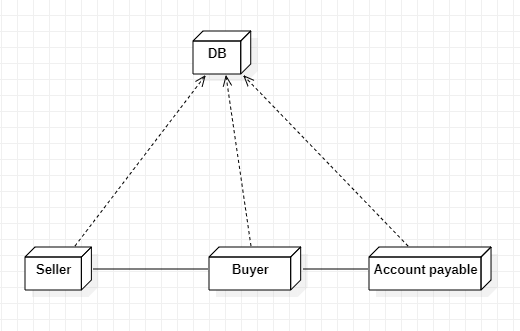 DB
Seller
Buyer
Account payable